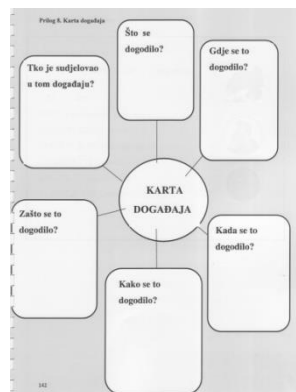 Prilog 8. Karta događaja
Što se
dogodilo?
Gdje se to
dogodilo?
Tko je sudjelovao
u tom događaju?
KARTA
DOGAĐAJA
Zašto se to
dogodilo?
Kada se to
dogodilo?
Kako se to
dogodilo?
142